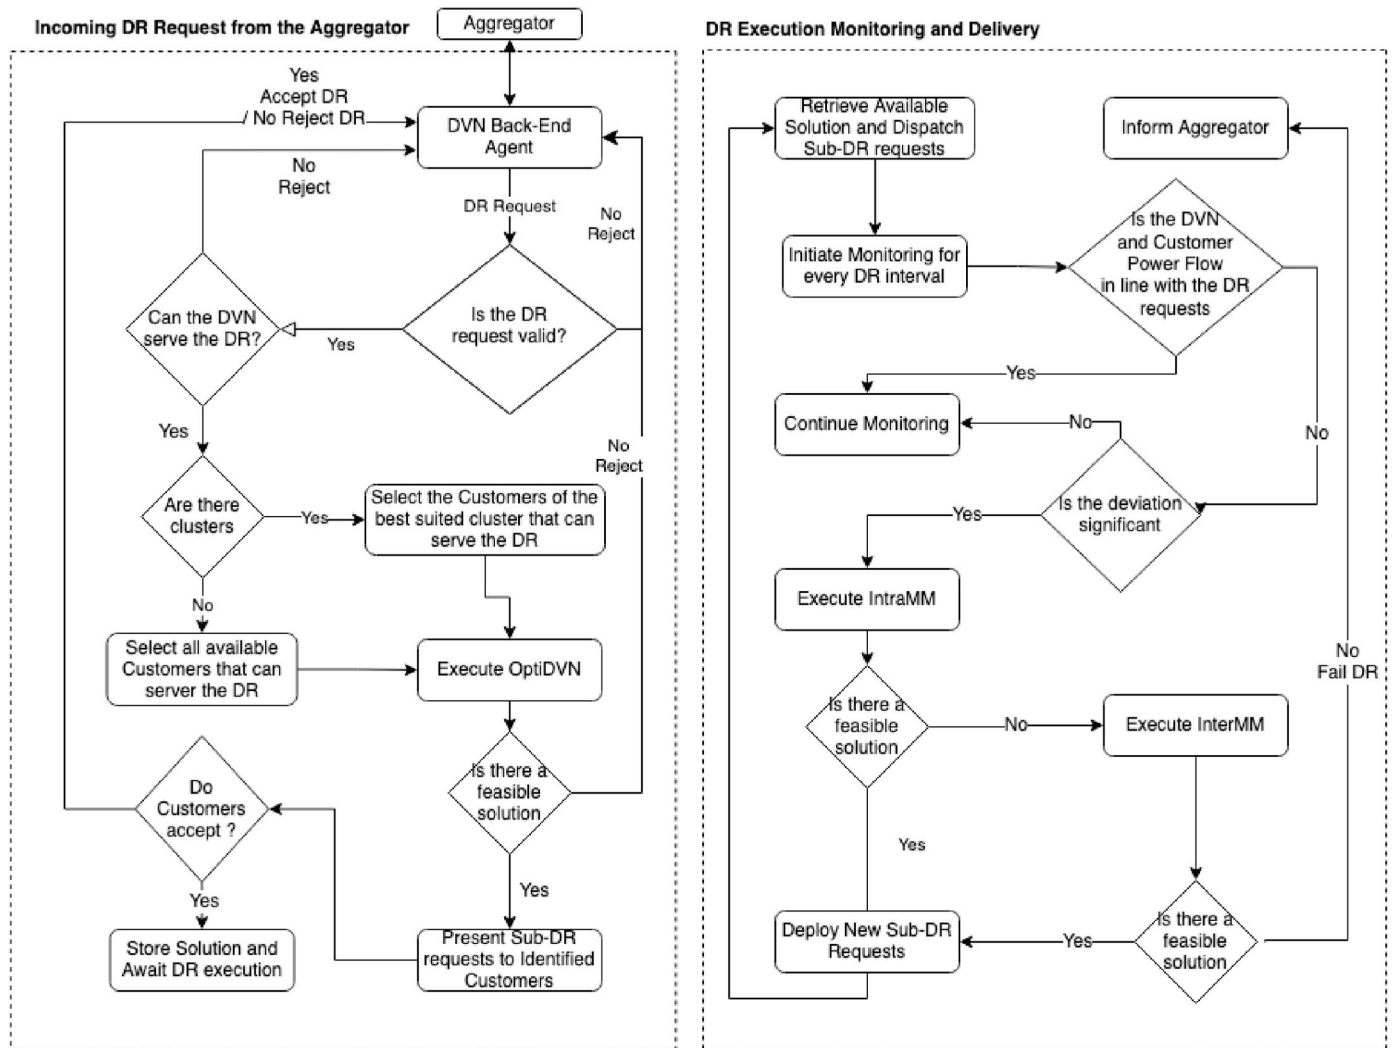 Incoming DR Request from the Aggregator
Aggregator
Yes
Accept DR
/ No Reject DR
DVN Back-End
Agent
No
Reject
DR Request
No
Reject
Can the DVN
serve the DR?
Yes
Is the DR
request valid?
Yes
No
Reject
Are there
clusters
Yes
Select the Customers of the
best suited cluster that can
serve the DR
No
Select all available
Customers that can
server the DR
Execute OptiDVN
Do
Customers
accept ?
Is there a
feasible
solution
Yes
Yes
Store Solution and
Await DR execution
Present Sub-DR
requests to Identified
Customers
DR Execution Monitoring and Delivery
Retrieve Available
Solution and Dispatch
Sub-DR requests
Inform Aggregator
Initiate Monitoring for
every DR interval
Is the DVN
and Customer
Power Flow
in line with the DR
requests
Yes
Continue Monitoring
No
No
Is the deviation
significant
Yes
Execute IntraMM
No
Fail DR
Is there a
feasible
solution
No
Execute InterMM
Yes
Deploy New Sub-DR
Requests
Yes
Is there a
feasible
solution